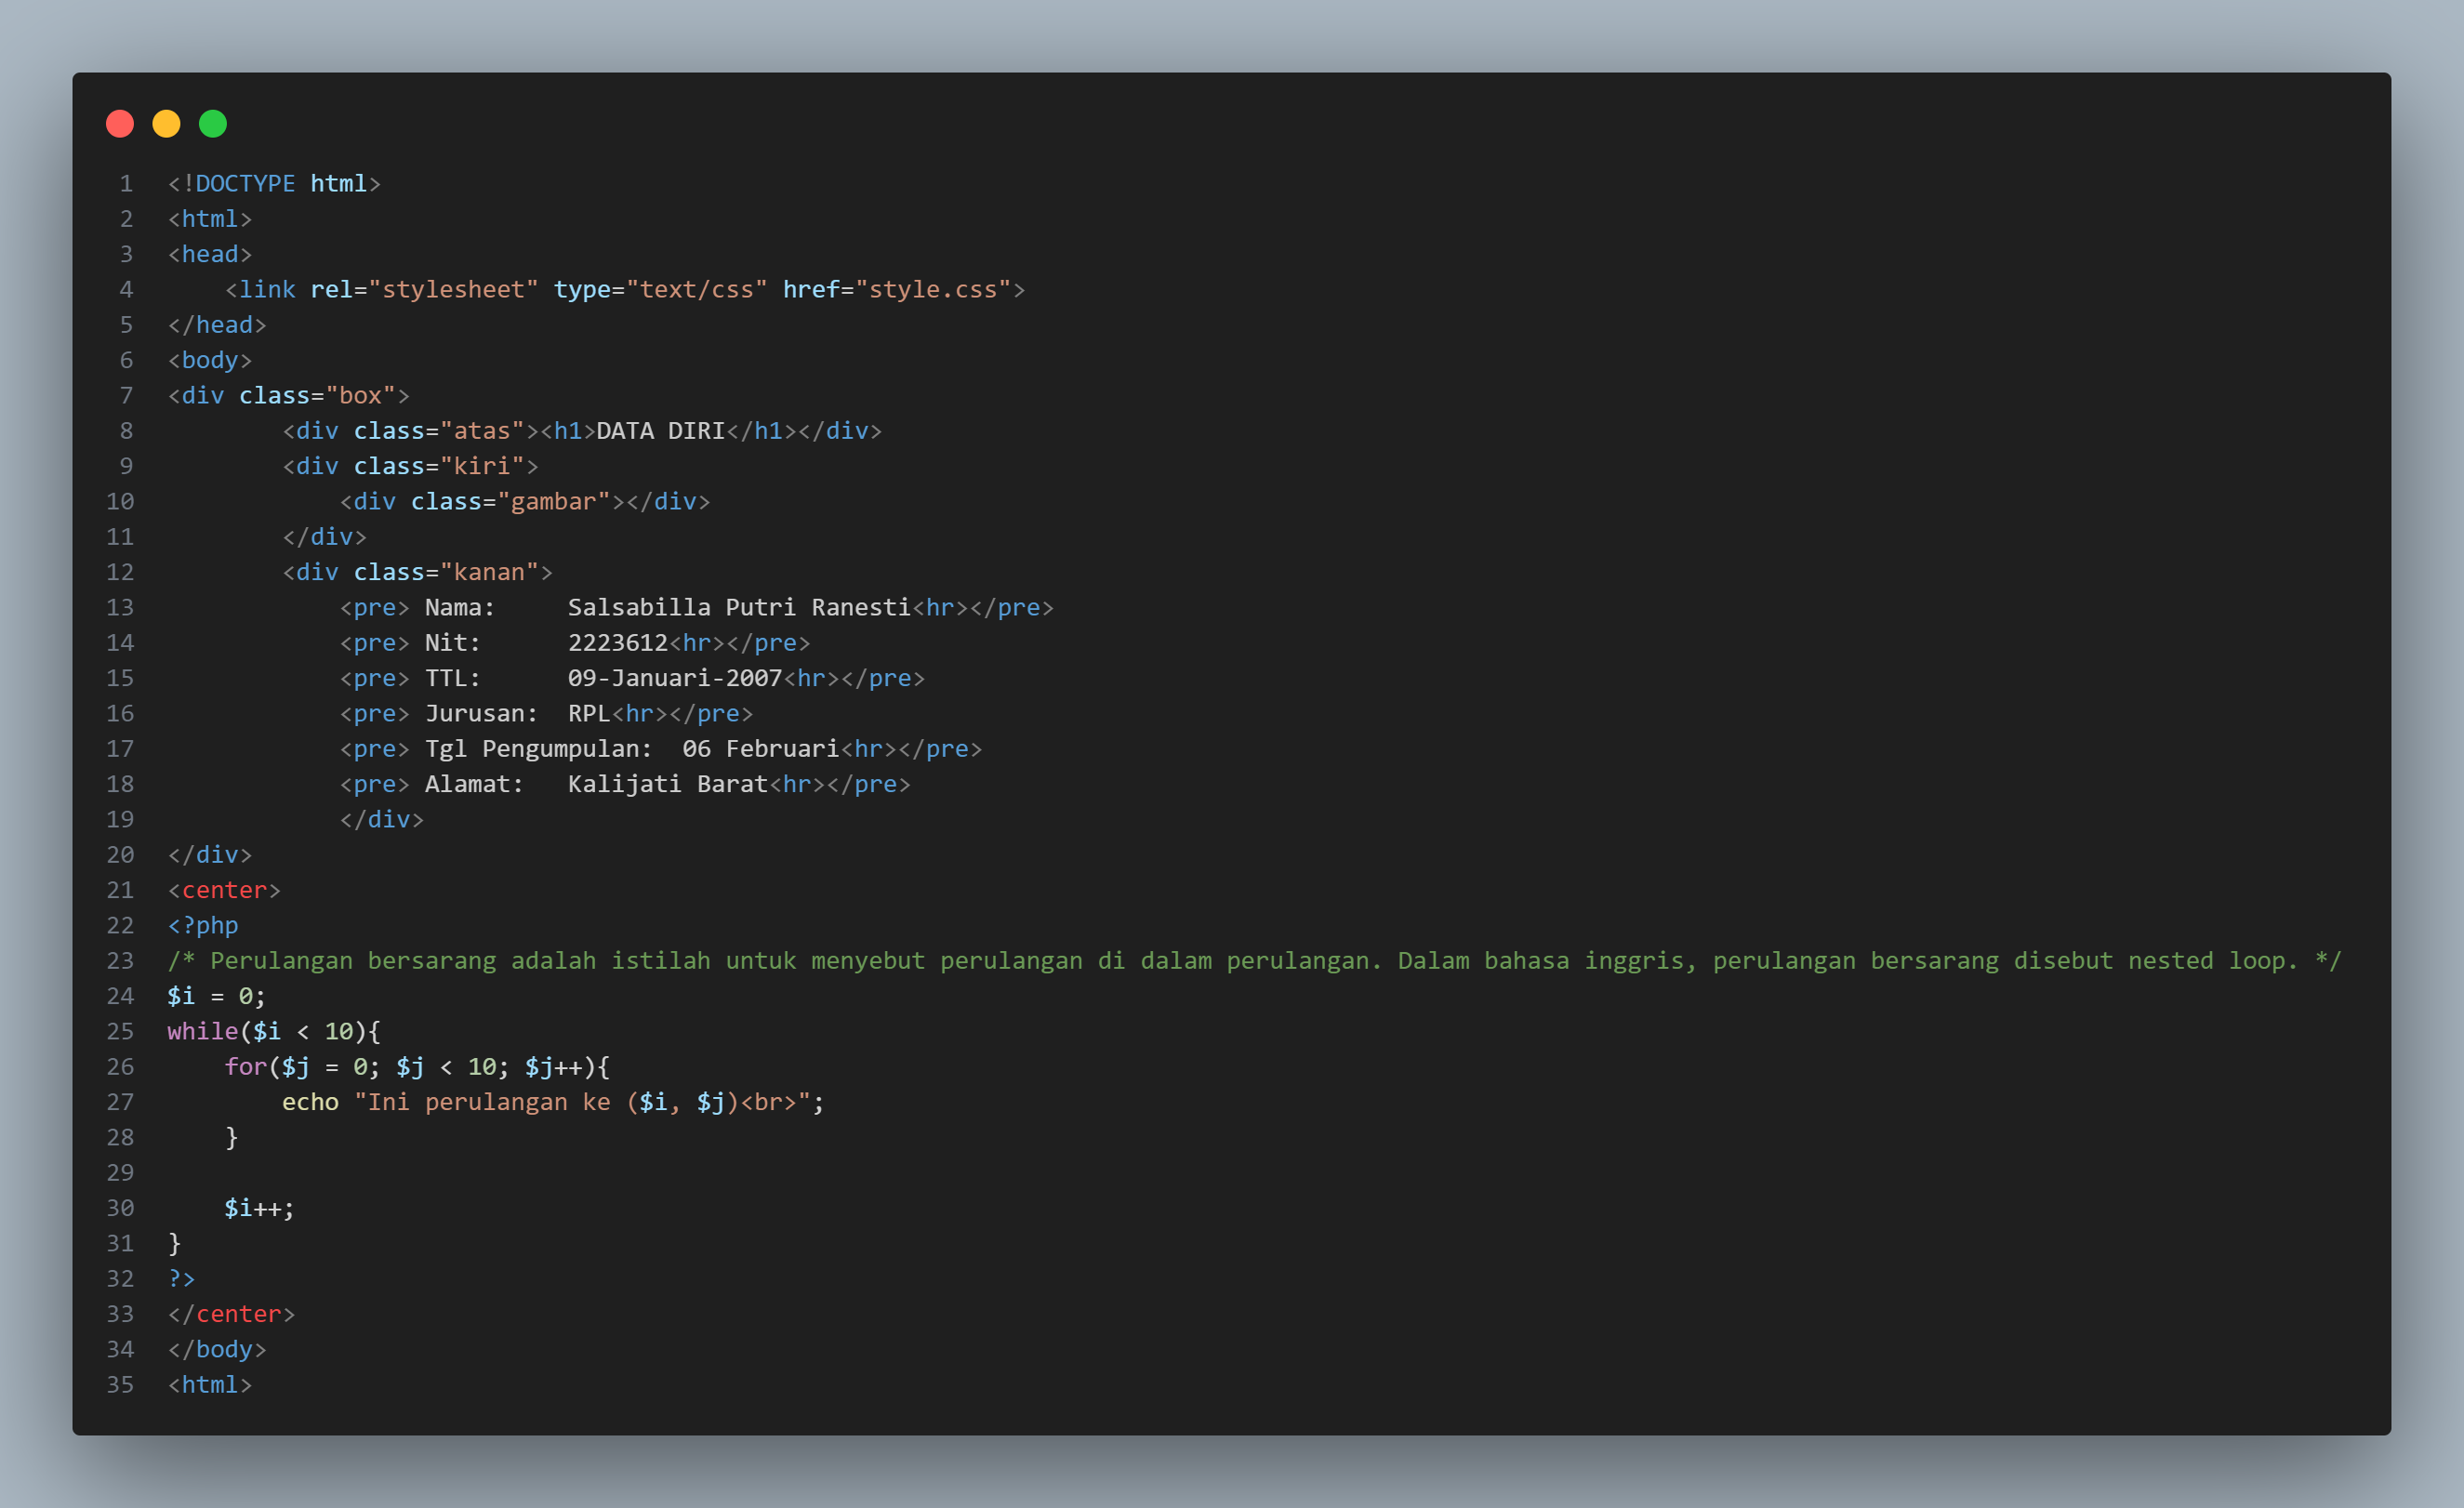 1 <!DOCTYPE html>
2 <html>
3 <head>
4     <link rel="stylesheet" type="text/css" href="style.css">
5 </head>
6 <body>
7 <div class="box">
8         <div class="atas"><h1>DATA DIRI</h1></div>
9         <div class="kiri">
10             <div class="gambar"></div>
11         </div>
12         <div class="kanan">
13             <pre> Nama:     Salsabilla Putri Ranesti<hr></pre>
14             <pre> Nit:      2223612<hr></pre>
15             <pre> TTL:      09-Januari-2007<hr></pre>
16             <pre> Jurusan:  RPL<hr></pre>
17             <pre> Tgl Pengumpulan:  06 Februari<hr></pre>
18             <pre> Alamat:   Kalijati Barat<hr></pre>
19             </div>
20 </div>
21 <center>
22 <?php
23 /* Perulangan bersarang adalah istilah untuk menyebut perulangan di dalam perulangan. Dalam bahasa inggris, perulangan bersarang disebut nested loop. */
24 $i = 0;
25 while($i < 10){
26     for($j = 0; $j < 10; $j++){
27         echo "Ini perulangan ke ($i, $j)<br>";
28     }
29
30     $i++;
31 }
32 ?>
33 </center>
34 </body>
35 <html>